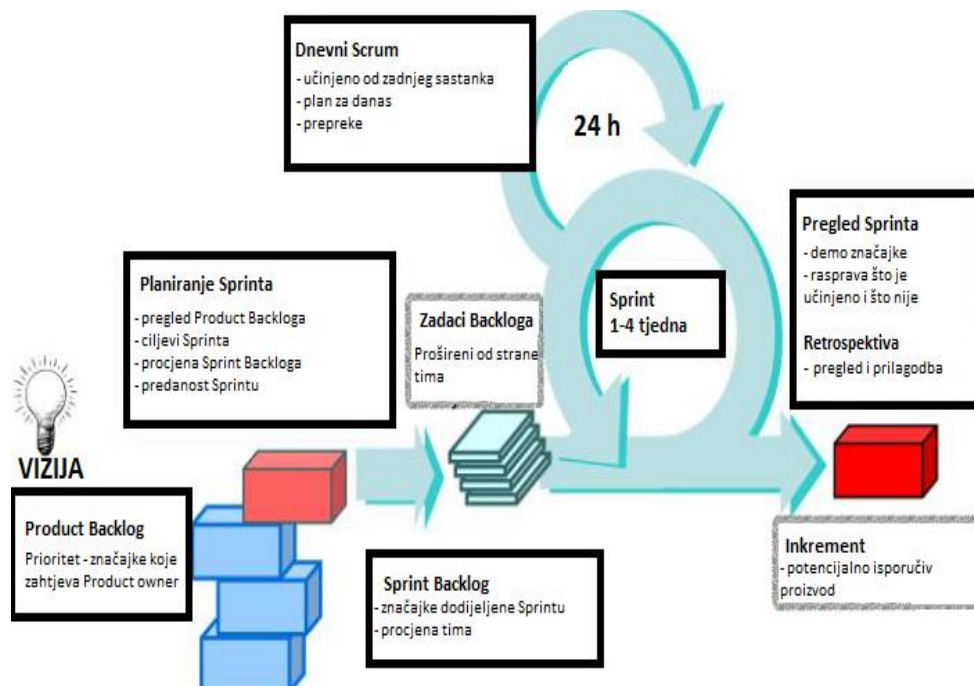 Dnevni Scrum
- učinjeno od zadnjeg sastanka
- plan za danas
- prepreke
24 h
Pregled Sprinta
- demo značajke
- rasprava što je
učinjeno i što nije
Retrospektiva
- pregled i prilagodba
Planiranje Sprinta
- pregled Product Backloga
- ciljevi Sprinta
- procjena Sprint Backloga
- predanost Sprintu
Zadaci Backloga
Prošireni od strane
tima
Sprint
1-4 tjedna
VIZIJA
Product Backlog
Prioritet - značajke koje
zahtjeva Product owner
Sprint Backlog
- značajke dodijeljene Sprintu
- procjena tima
Inkrement
- potencijalno isporučiv
proizvod